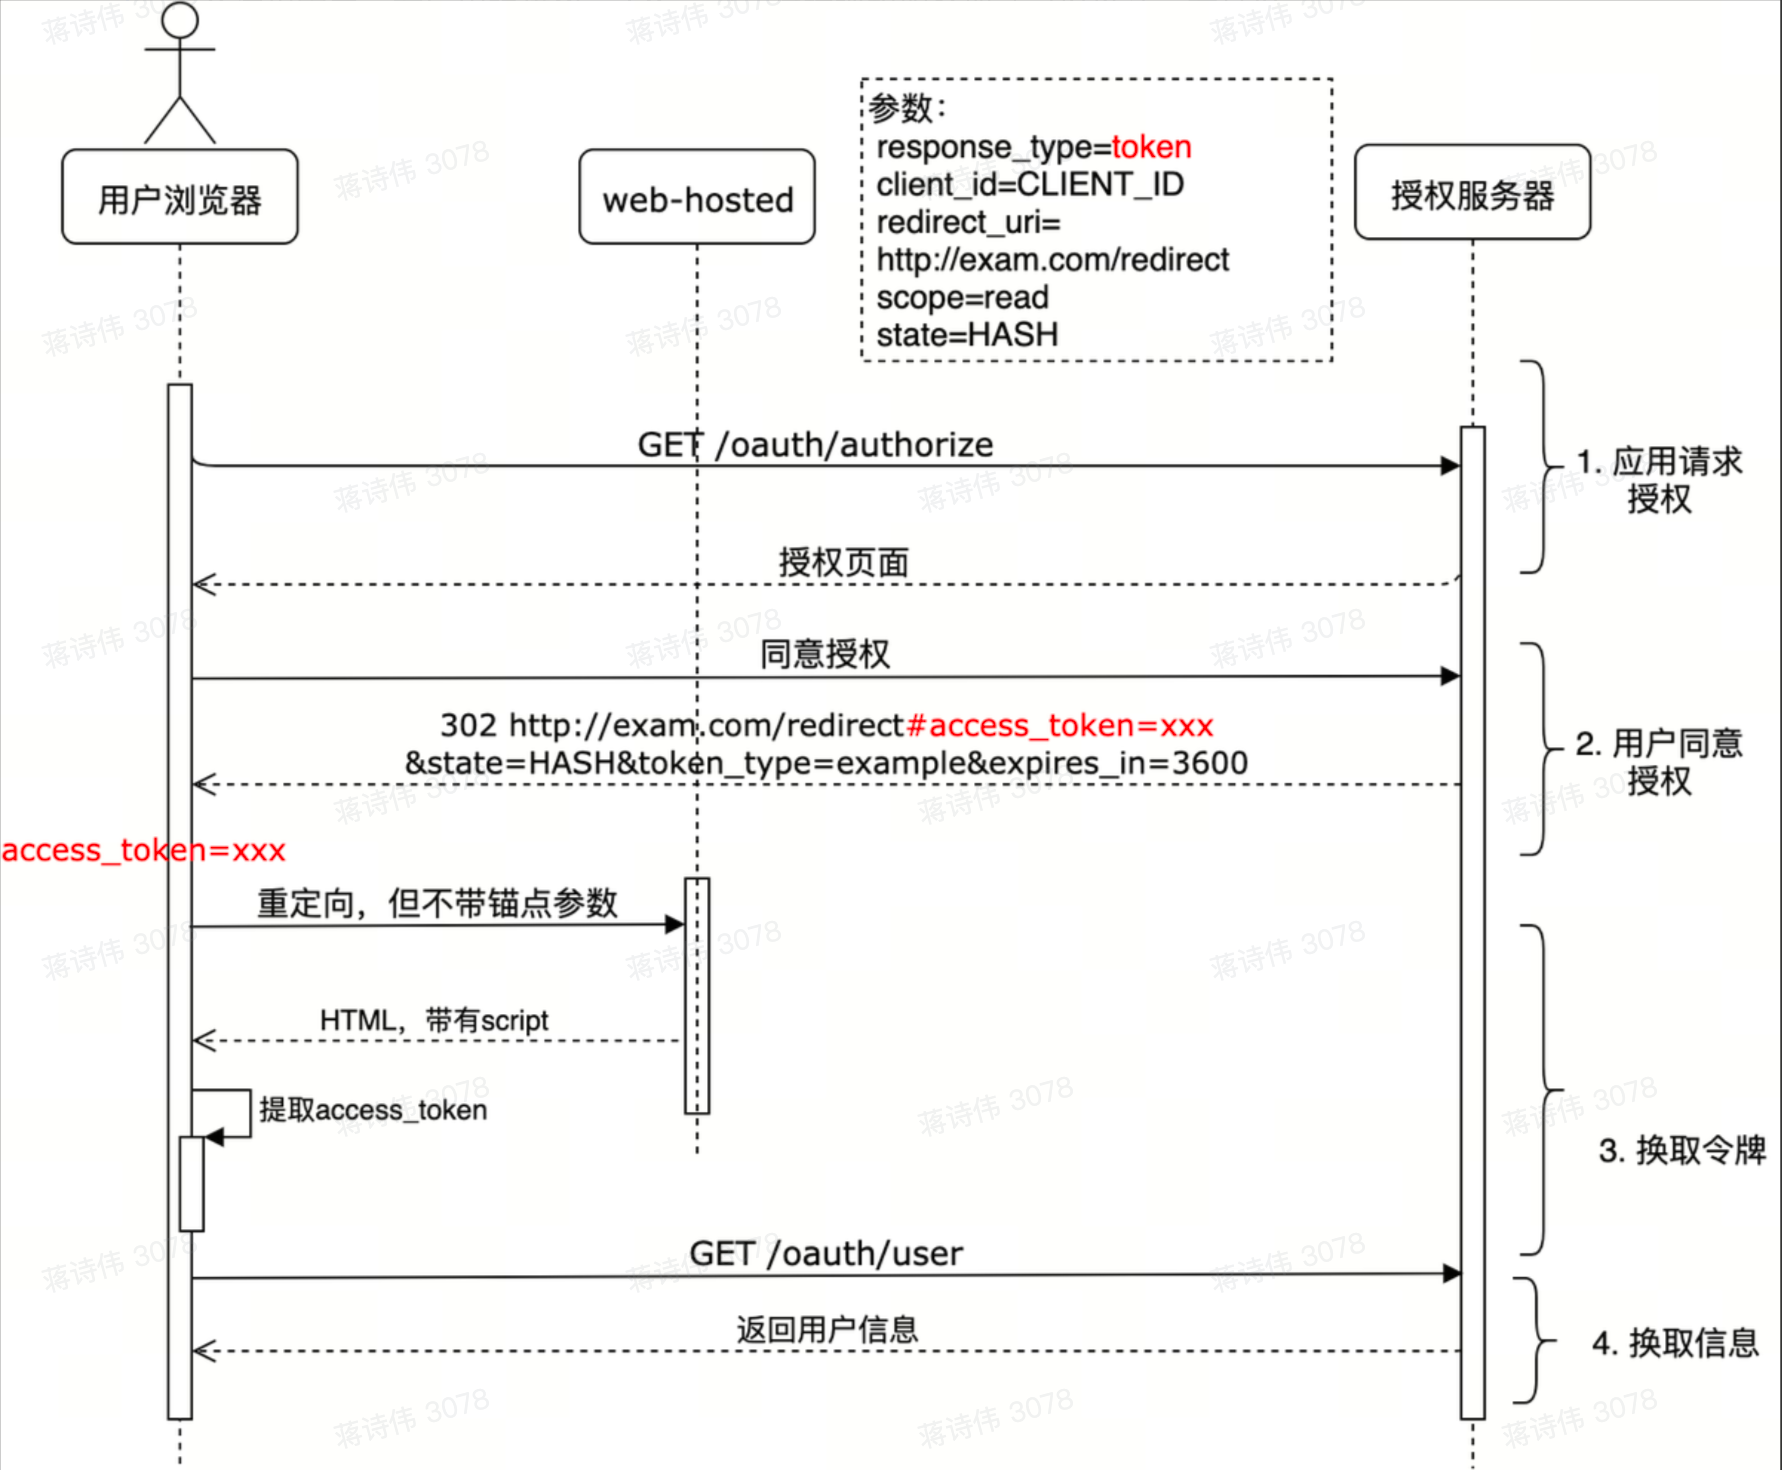 用户浏览器
web-hosted
参数：
response_type=token
client_id=CLIENT_ID
redirect_uri=
http://exam.com/redirect
scope=read
state=HASH
授权服务器
GET /oauth/authorize
1. 应用请求
授权
授权页面
同意授权
302 http://exam.com/redirect#access_token=xxx
&state=HASH&token_type=example&expires_in=3600
2. 用户同意
授权
access_token=xxx
重定向，但不带锚点参数
HTML，带有script
提取access_token
3. 换取令牌
GET /oauth/user
返回用户信息
4. 换取信息
蒋诗伟 3078